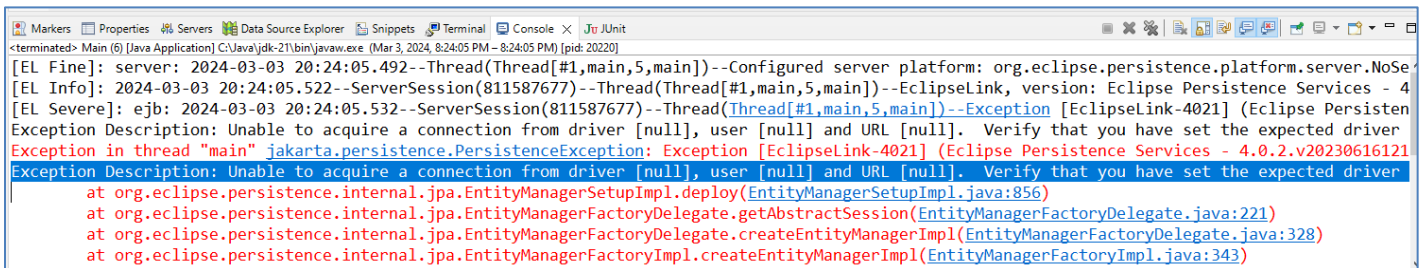 Markers Properties Servers Data Source Explorer Snippets Terminal Console JUnit
<terminated> Main (6) [Java Application] C:\Java\jdk-21\bin\javaw.exe (Mar 3, 2024, 8:24:05 PM – 8:24:05 PM) [pid: 20220]
[EL Fine]: server: 2024-03-03 20:24:05.492--Thread(Thread[#1,main,5,main])--Configured server platform: org.eclipse.persistence.platform.server.NoSe
[EL Info]: 2024-03-03 20:24:05.522--ServerSession(811587677)--Thread(Thread[#1,main,5,main])--EclipseLink, version: Eclipse Persistence Services - 4
[EL Severe]: ejb: 2024-03-03 20:24:05.532--ServerSession(811587677)--Thread(Thread[#1,main,5,main])--Exception [EclipseLink-4021] (Eclipse Persisten
Exception Description: Unable to acquire a connection from driver [null], user [null] and URL [null].  Verify that you have set the expected driver
Exception in thread "main" jakarta.persistence.PersistenceException: Exception [EclipseLink-4021] (Eclipse Persistence Services - 4.0.2.v20230616121
Exception Description: Unable to acquire a connection from driver [null], user [null] and URL [null].  Verify that you have set the expected driver
at org.eclipse.persistence.internal.jpa.EntityManagerSetupImpl.deploy(EntityManagerSetupImpl.java:856)
at org.eclipse.persistence.internal.jpa.EntityManagerFactoryDelegate.getAbstractSession(EntityManagerFactoryDelegate.java:221)
at org.eclipse.persistence.internal.jpa.EntityManagerFactoryDelegate.createEntityManagerImpl(EntityManagerFactoryDelegate.java:328)
at org.eclipse.persistence.internal.jpa.EntityManagerFactoryImpl.createEntityManagerImpl(EntityManagerFactoryImpl.java:343)